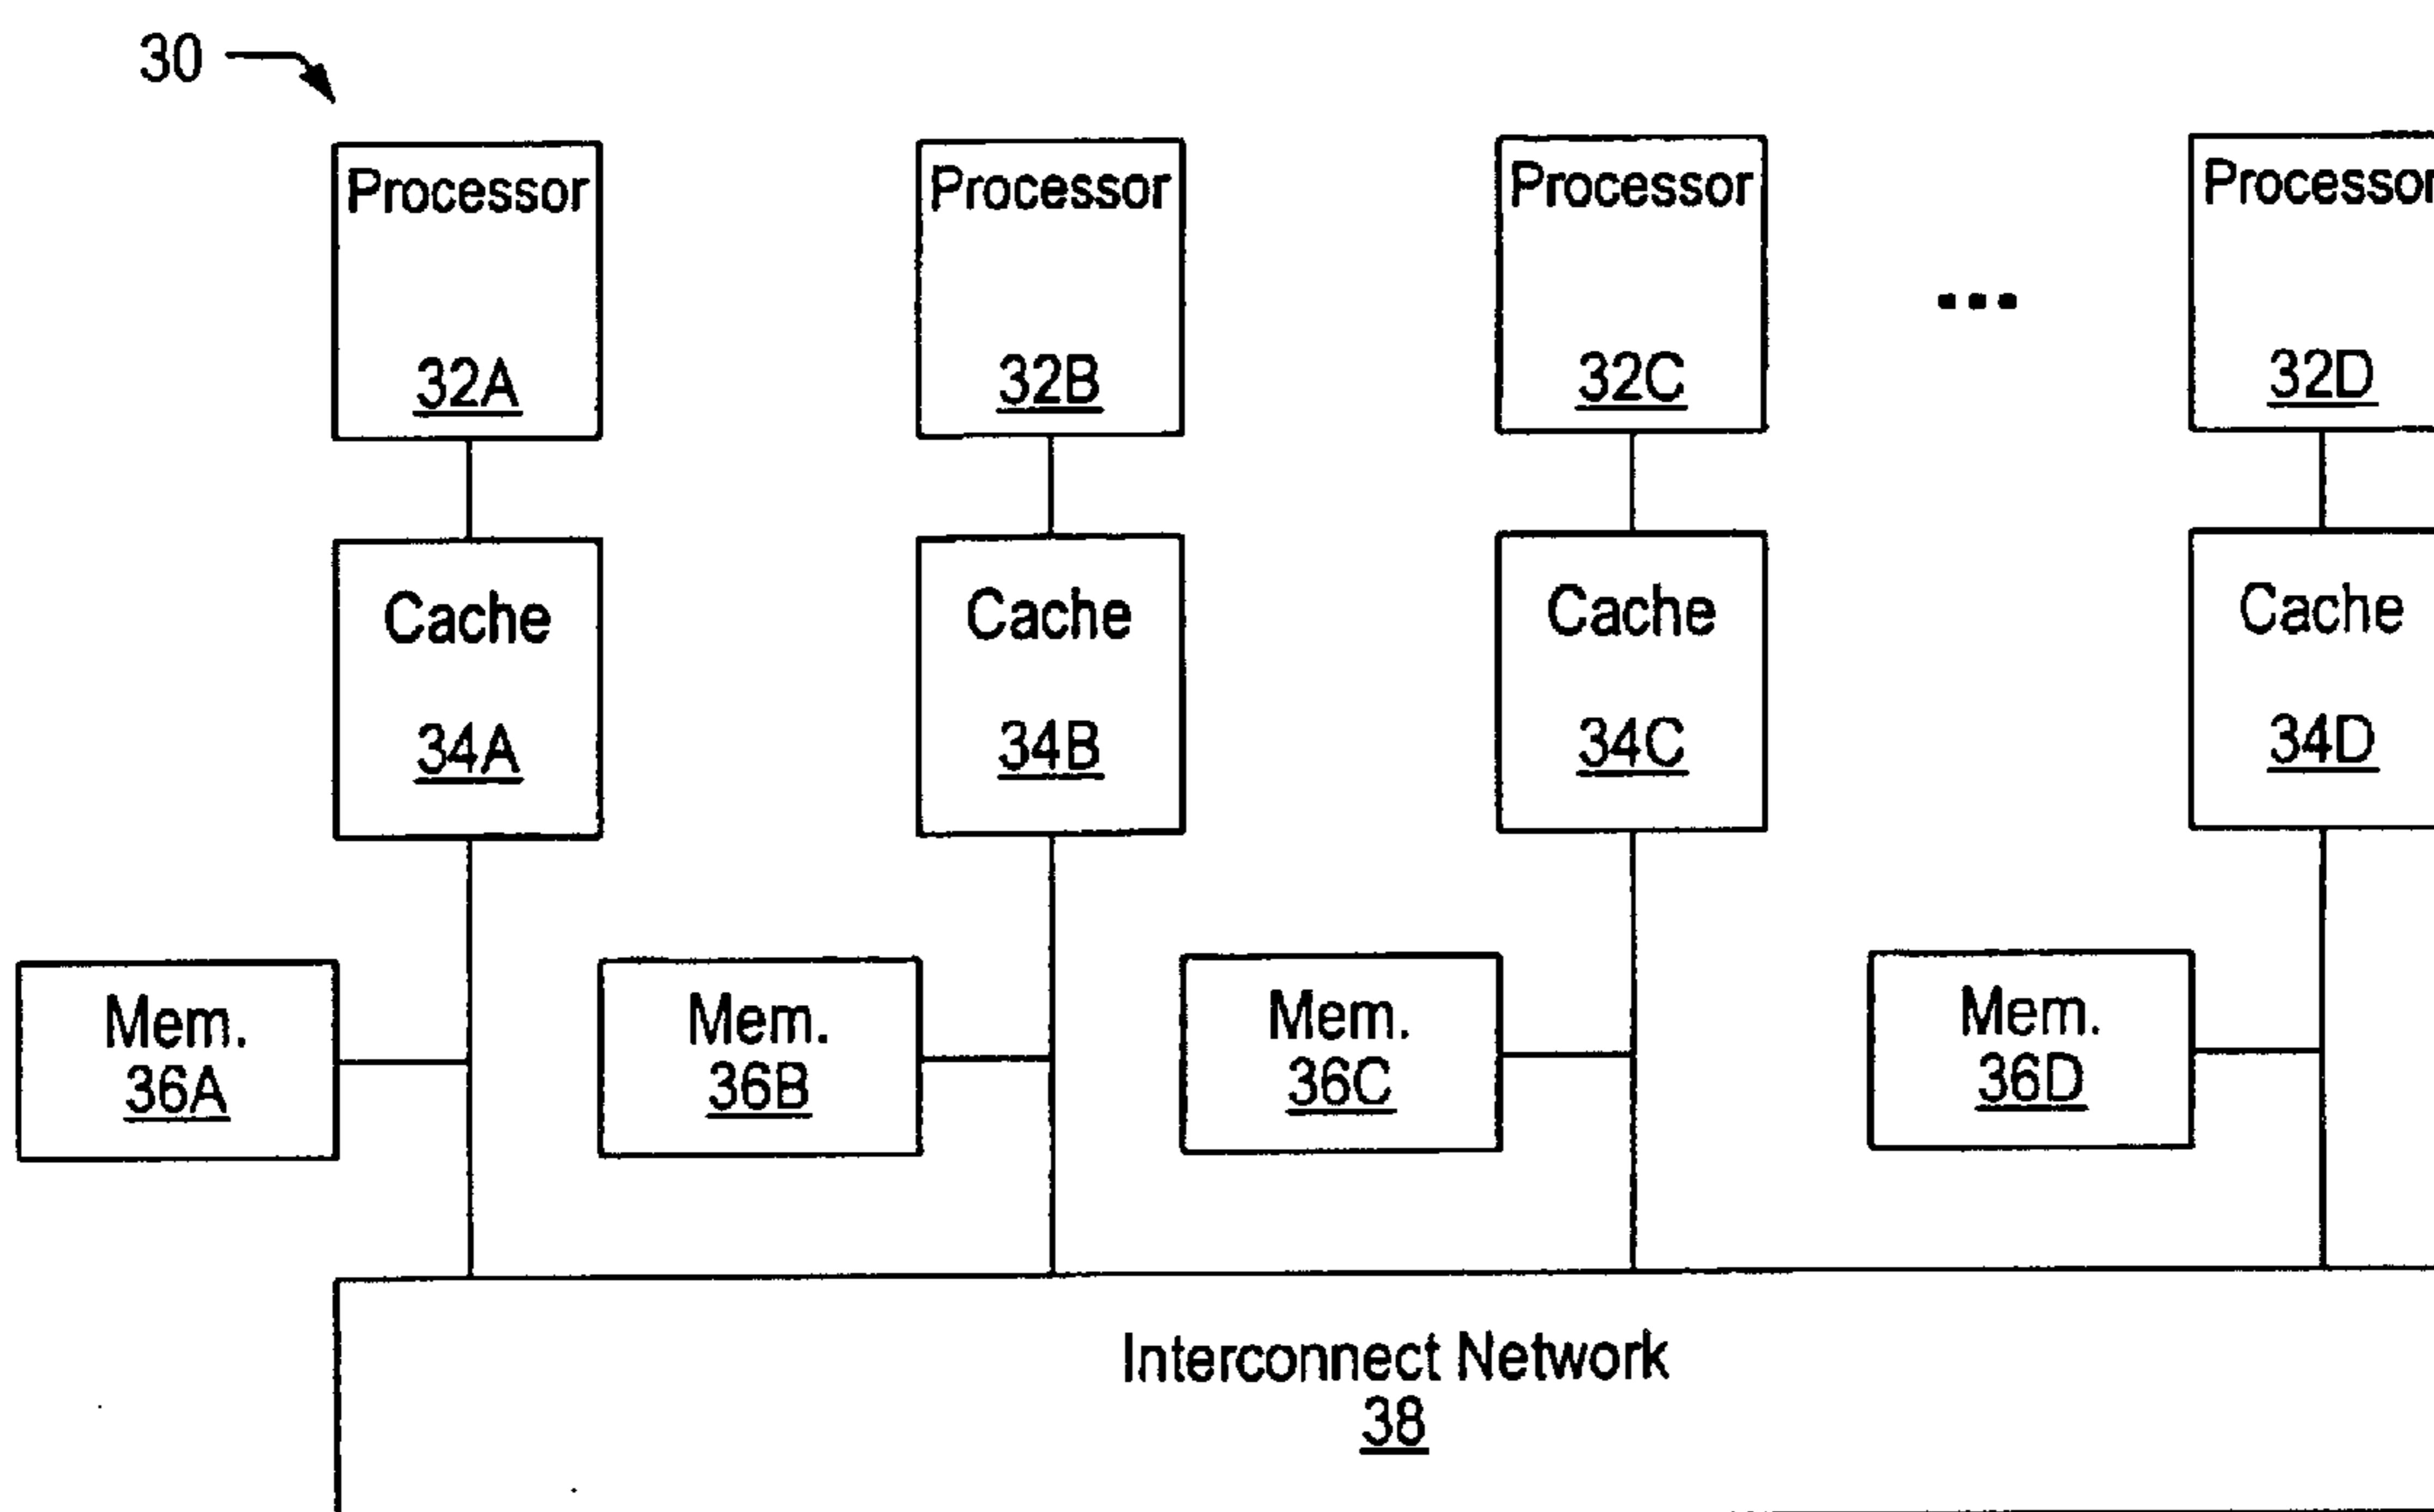 30
Processor Processor Processor Processor
...
32A 32B 32C 32D
Cache Cache Cache Cache
34A 34B 34C 34D
Mem. Mem. Mem. Mem.
36A 36B 36C 36D
Interconnect Network
38